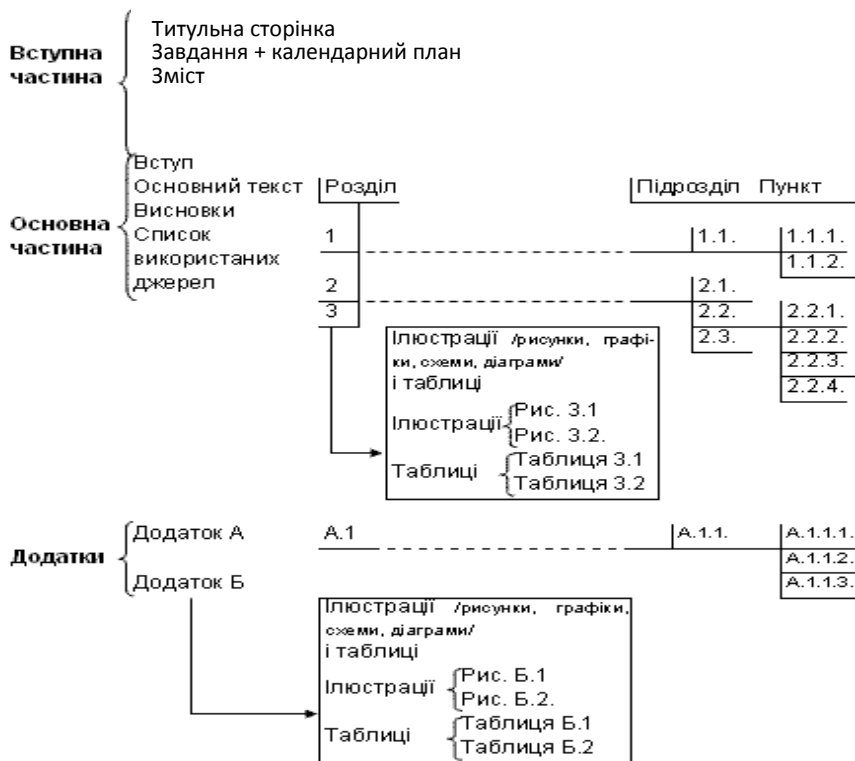 Титульна сторінка
Завдання + календарний план
Зміст
Вступна
частина
Вступ
Основний текст
Висновки
Список
використаних
джерел
Основна
частина
Розділ
Підрозділ Пункт
1
1.1.
1.1.1.
1.1.2.
2
2.1.
3
2.2.
2.2.1.
2.3.
2.2.2.
2.2.3.
2.2.4.
Ілюстрації /рисунки, графі-
ки, схеми, діаграми/
і таблиці
Ілюстрації
Рис. 3.1
Рис. 3.2.
Таблиці
Таблиця 3.1
Таблиця 3.2
Додатки
Додаток А
А.1
А.1.1.
А.1.1.1.
А.1.1.2.
А.1.1.3.
Додаток Б
Ілюстрації /рисунки, графіки,
схеми, діаграми/
і таблиці
Ілюстрації
Рис. Б.1
Рис. Б.2.
Таблиці
Таблиця Б.1
Таблиця Б.2